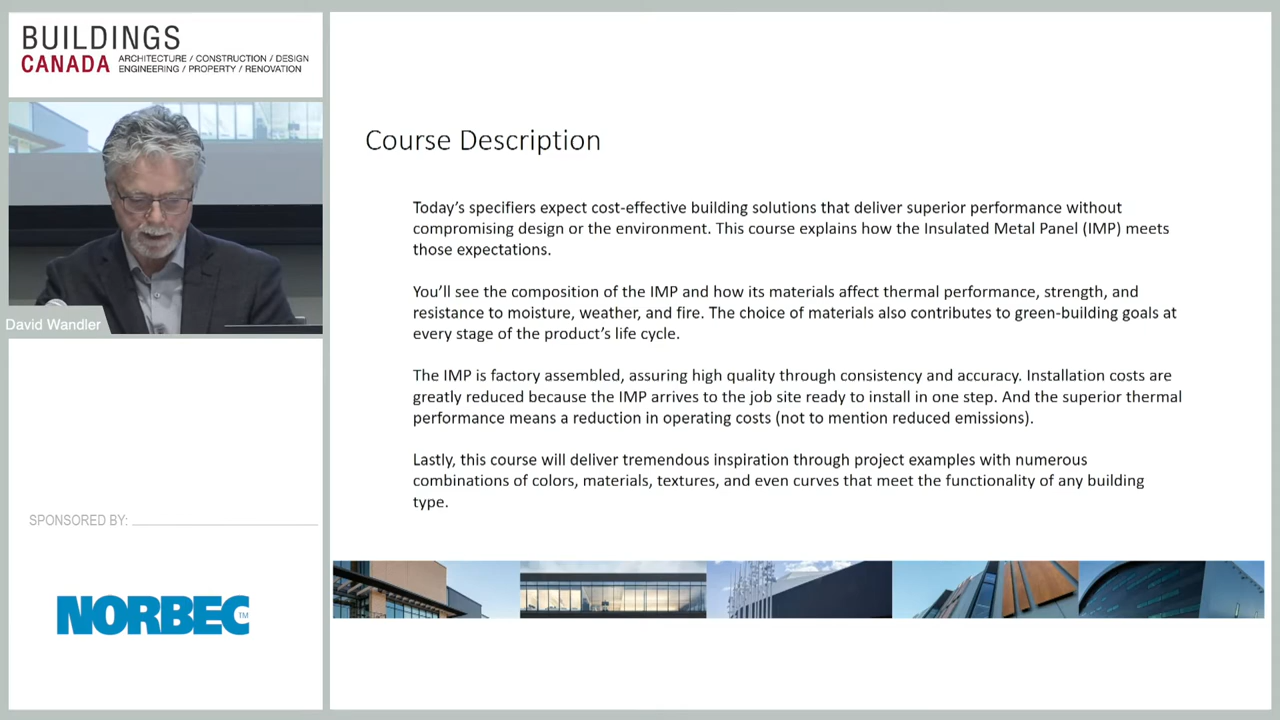 BUILDINGS
CANADA
ARCHITECTURE / CONSTRUCTION / DESIGN
ENGINEERING / PROPERTY / RENOVATION
David Wandler
SPONSORED BY:
NORBEC™
Course Description
Today’s specifiers expect cost-effective building solutions that deliver superior performance without
compromising design or the environment. This course explains how the Insulated Metal Panel (IMP) meets
those expectations.
You’ll see the composition of the IMP and how its materials affect thermal performance, strength, and
resistance to moisture, weather, and fire. The choice of materials also contributes to green-building goals at
every stage of the product’s life cycle.
The IMP is factory assembled, assuring high quality through consistency and accuracy. Installation costs are
greatly reduced because the IMP arrives to the job site ready to install in one step. And the superior thermal
performance means a reduction in operating costs (not to mention reduced emissions).
Lastly, this course will deliver tremendous inspiration through project examples with numerous
combinations of colors, materials, textures, and even curves that meet the functionality of any building
type.